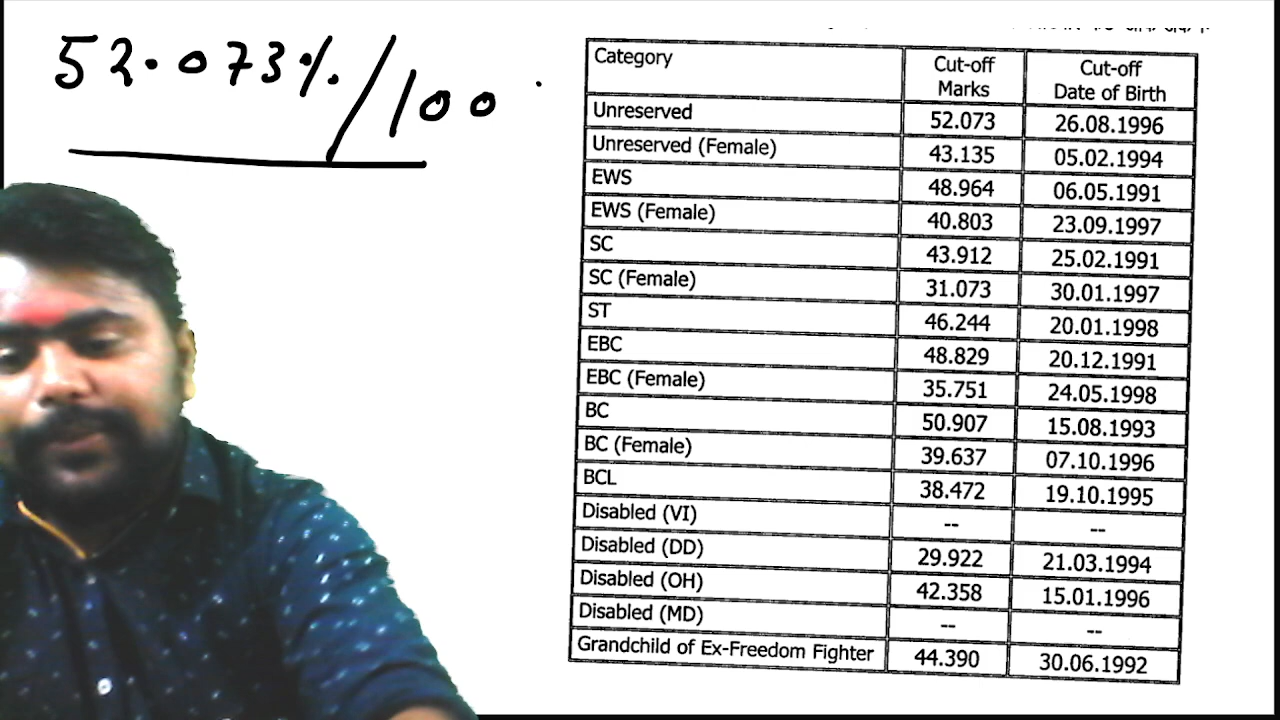 52.073%/100
Category Cut-off Marks Cut-off Date of Birth
Unreserved 52.073 26.08.1996
Unreserved (Female) 43.135 05.02.1994
EWS 48.964 06.05.1991
EWS (Female) 40.803 23.09.1997
SC 43.912 25.02.1991
SC (Female) 31.073 30.01.1997
ST 46.244 20.01.1998
EBC 48.829 20.12.1991
EBC (Female) 35.751 24.05.1998
BC 50.907 15.08.1993
BC (Female) 39.637 07.10.1996
BCL 38.472 19.10.1995
Disabled (VI) -- --
Disabled (DD) 29.922 21.03.1994
Disabled (OH) 42.358 15.01.1996
Disabled (MD) -- --
Grandchild of Ex-Freedom Fighter 44.390 30.06.1992